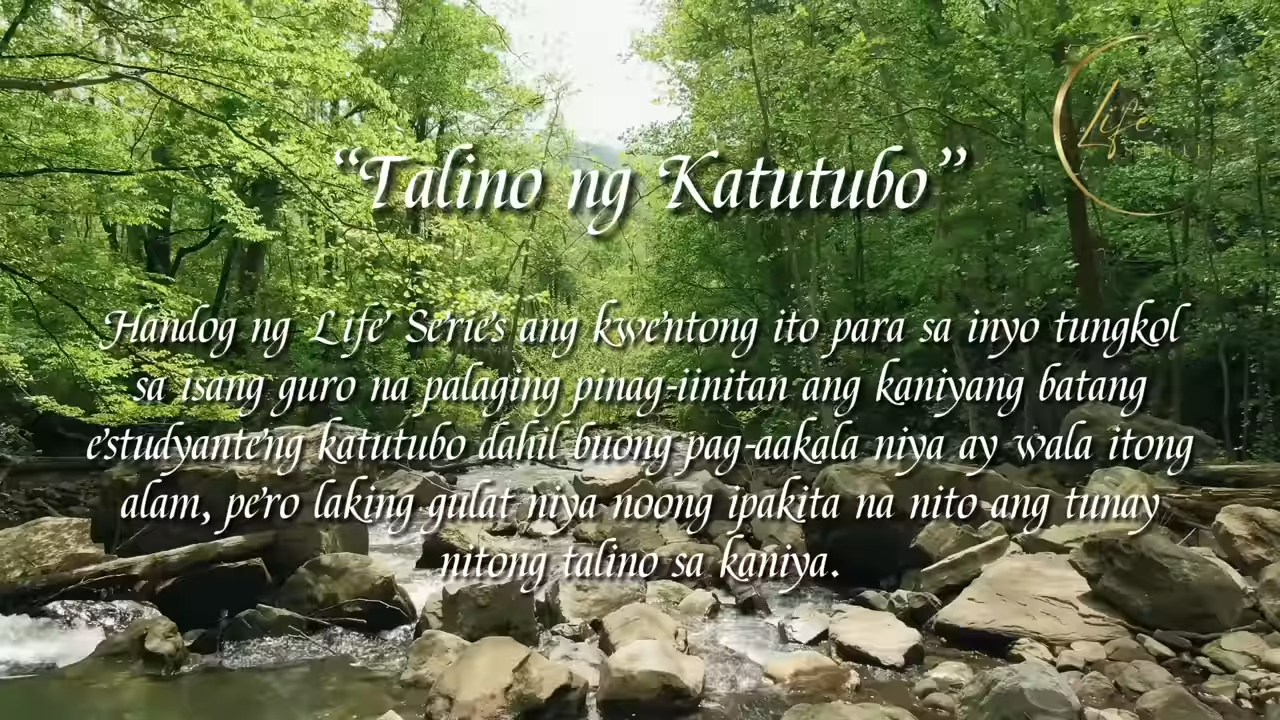 “Talino ng Katutubo”
Life
Handog ng Life Series ang kwentong ito para sa inyo tungkol
sa isang guro na palaging pinag-iinitan ang kaniyang batang
estudyanteng katutubo dahil buong pag-aakala niya ay wala itong
alam, pero laking gulat niya noong ipakita na nito ang tunay
nitong talino sa kaniya.